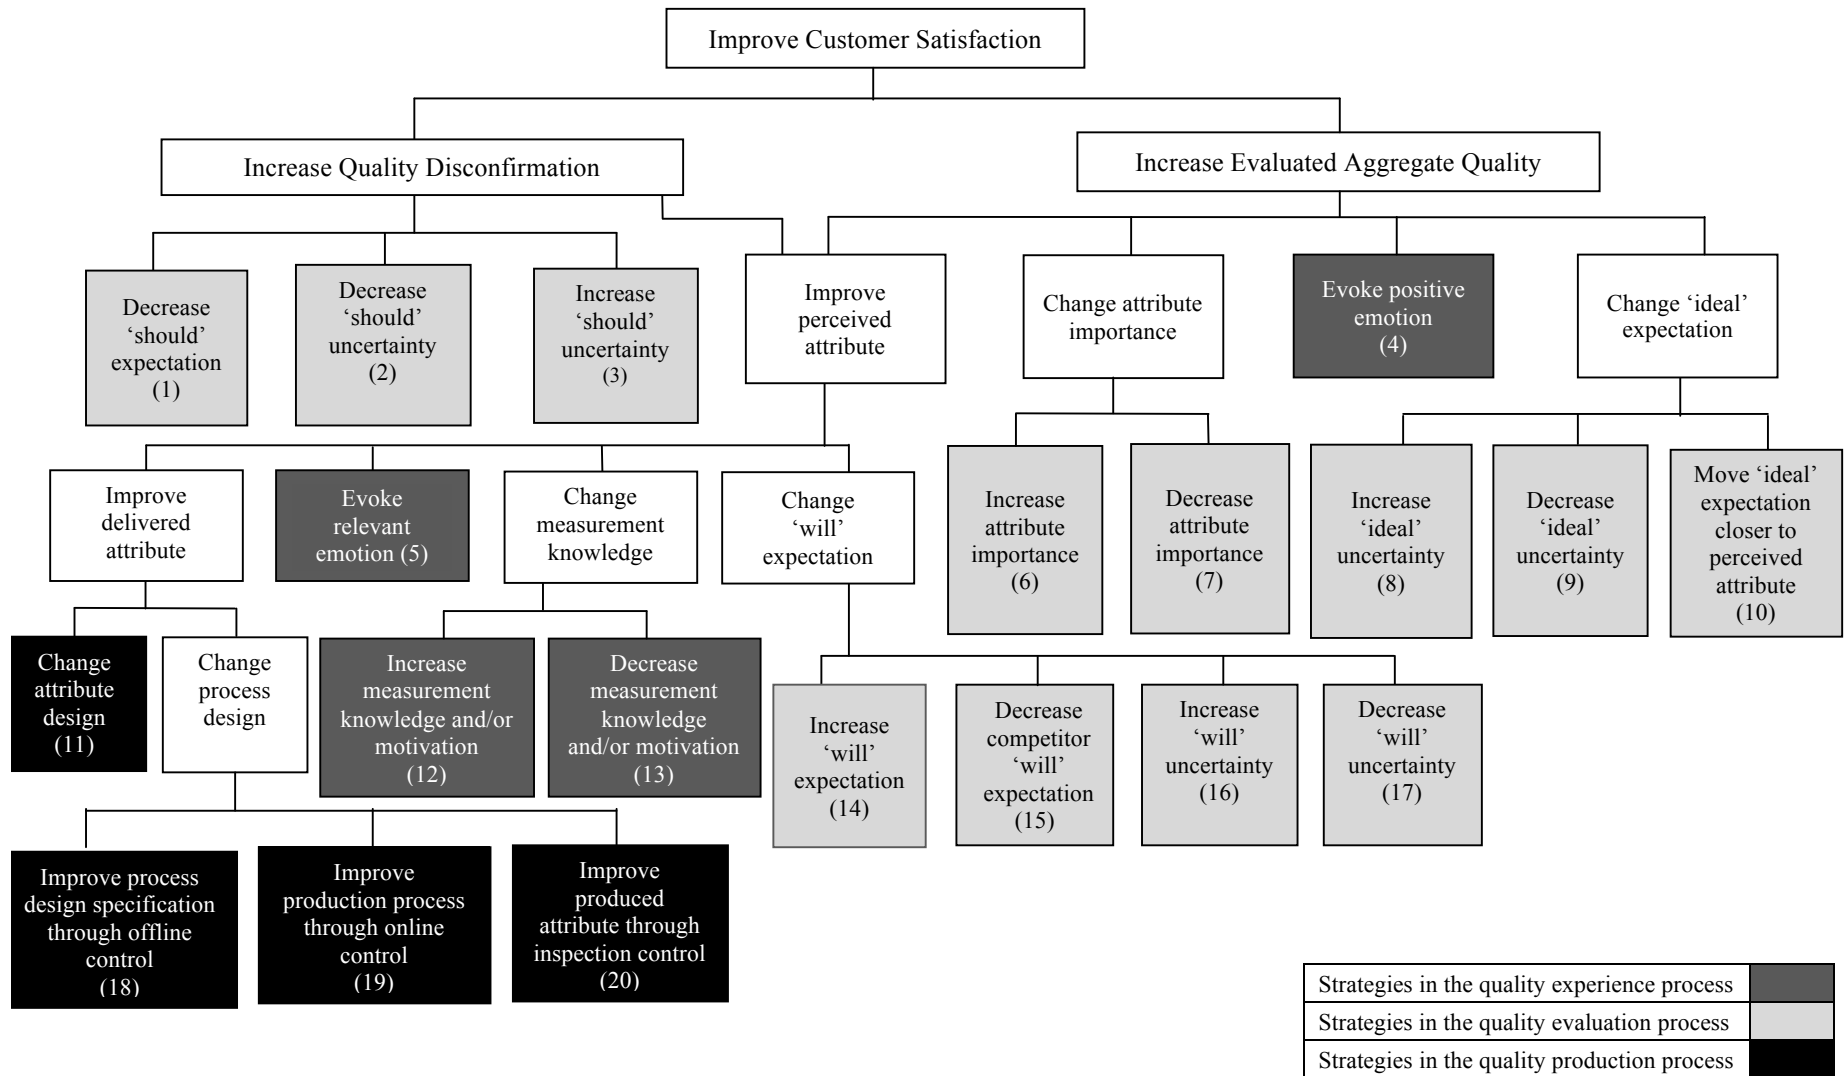 Improve Customer Satisfaction
Increase Quality Disconfirmation
Increase Evaluated Aggregate Quality
Decrease
‘should’
expectation
(1)
Decrease
‘should’
uncertainty
(2)
Increase
‘should’
uncertainty
(3)
Improve
perceived
attribute
Change attribute
importance
Evoke positive
emotion
(4)
Change ‘ideal’
expectation
Improve
delivered
attribute
Evoke
relevant
emotion (5)
Change
measurement
knowledge
Change
‘will’
expectation
Increase
attribute
importance
(6)
Decrease
attribute
importance
(7)
Increase
‘ideal’
uncertainty
(8)
Decrease
‘ideal’
uncertainty
(9)
Move ‘ideal’
expectation
closer to
perceived
attribute
(10)
Change
attribute
design
(11)
Change
process
design
Increase
measurement
knowledge and/or
motivation
(12)
Decrease
measurement
knowledge
and/or motivation
(13)
Increase
‘will’
expectation
(14)
Decrease
competitor
‘will’
expectation
(15)
Increase
‘will’
uncertainty
(16)
Decrease
‘will’
uncertainty
(17)
Improve process
design specification
through offline
control
(18)
Improve
production process
through online
control
(19)
Improve
produced
attribute through
inspection control
(20)
Strategies in the quality experience process
Strategies in the quality evaluation process
Strategies in the quality production process